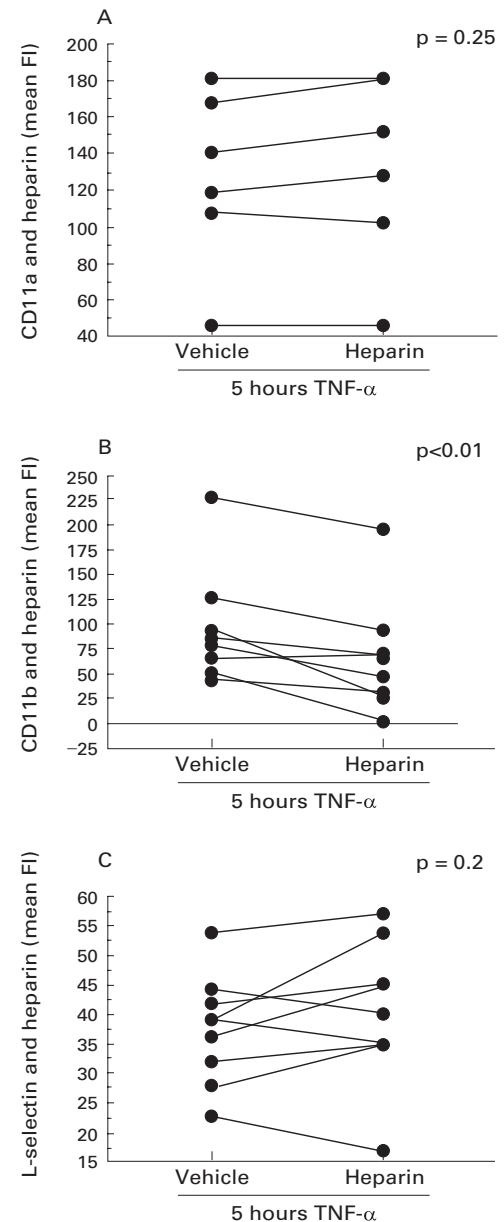 A
p = 0.25
CD11a and heparin (mean FI)
200
180
160
140
120
100
80
60
40
Vehicle Heparin
5 hours TNF-α
B
p<0.01
CD11b and heparin (mean FI)
250
225
200
175
150
125
100
75
50
25
0
−25
Vehicle Heparin
5 hours TNF-α
C
p = 0.2
L-selectin and heparin (mean FI)
60
55
50
45
40
35
30
25
20
15
Vehicle Heparin
5 hours TNF-α